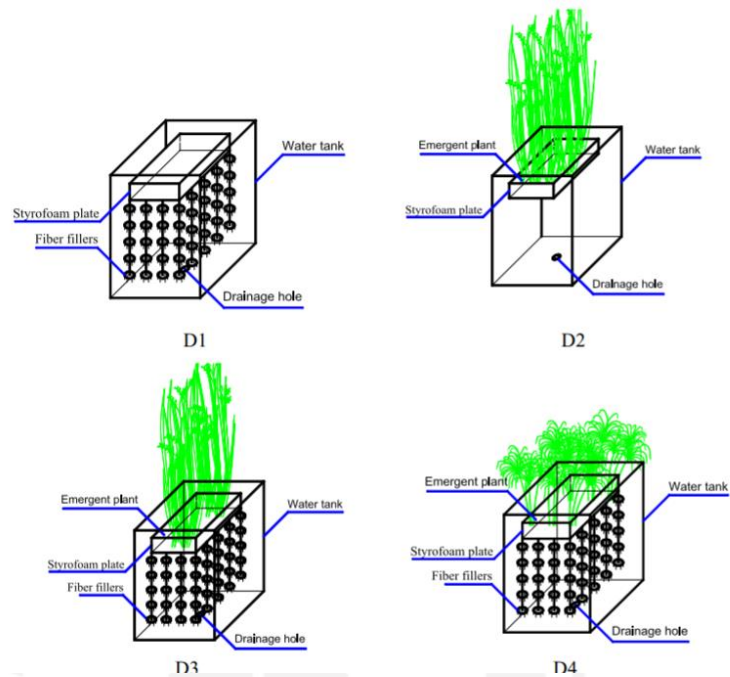 Water tank
Styrofoam plate
Fiber fillers
Drainage hole
D1
Emergent plant
Water tank
Styrofoam plate
Drainage hole
D2
Emergent plant
Water tank
Styrofoam plate
Fiber fillers
Drainage hole
D3
Emergent plant
Water tank
Styrofoam plate
Fiber fillers
Drainage hole
D4